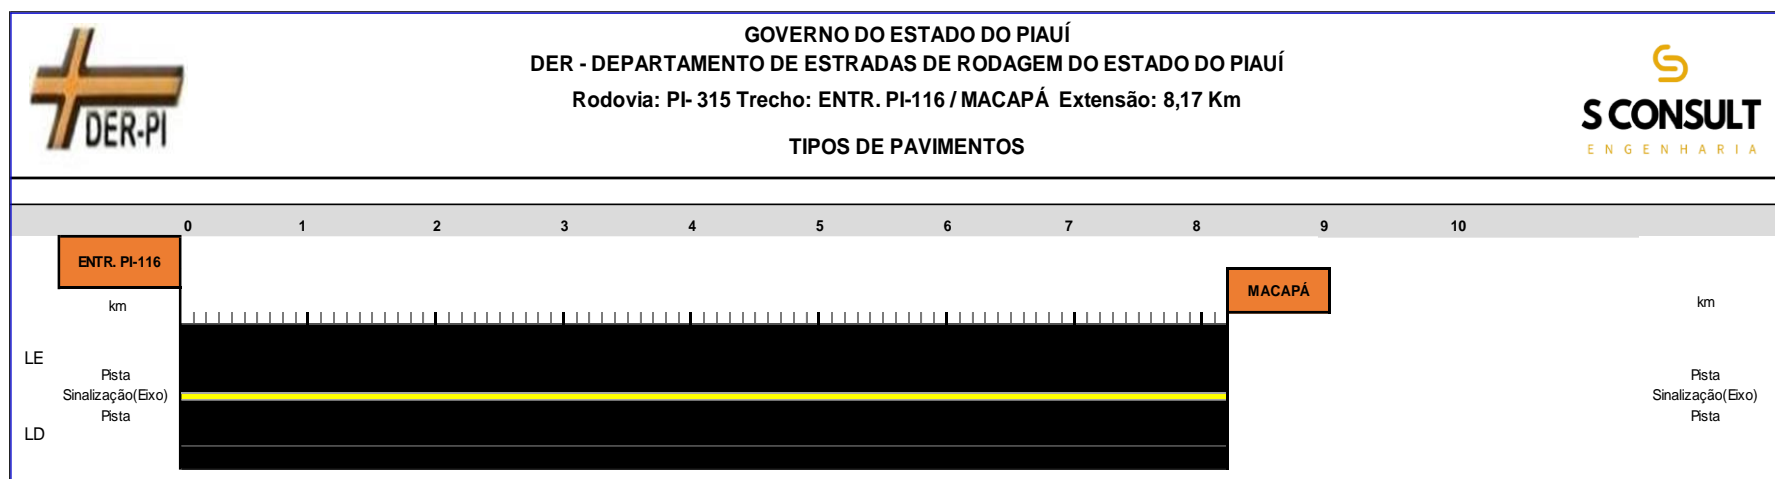 GOVERNO DO ESTADO DO PIAUÍ
DER - DEPARTAMENTO DE ESTRADAS DE RODAGEM DO ESTADO DO PIAUÍ
Rodovia: PI- 315 Trecho: ENTR. PI-116 / MACAPÁ Extensão: 8,17 Km
TIPOS DE PAVIMENTOS
DER-PI
S CONSULT
ENGENHARIA
0 1 2 3 4 5 6 7 8 9 10
ENTR. PI-116
MACAPÁ
km
km
LE
Pista
Sinalização(Eixo)
Pista
LD
Pista
Sinalização(Eixo)
Pista